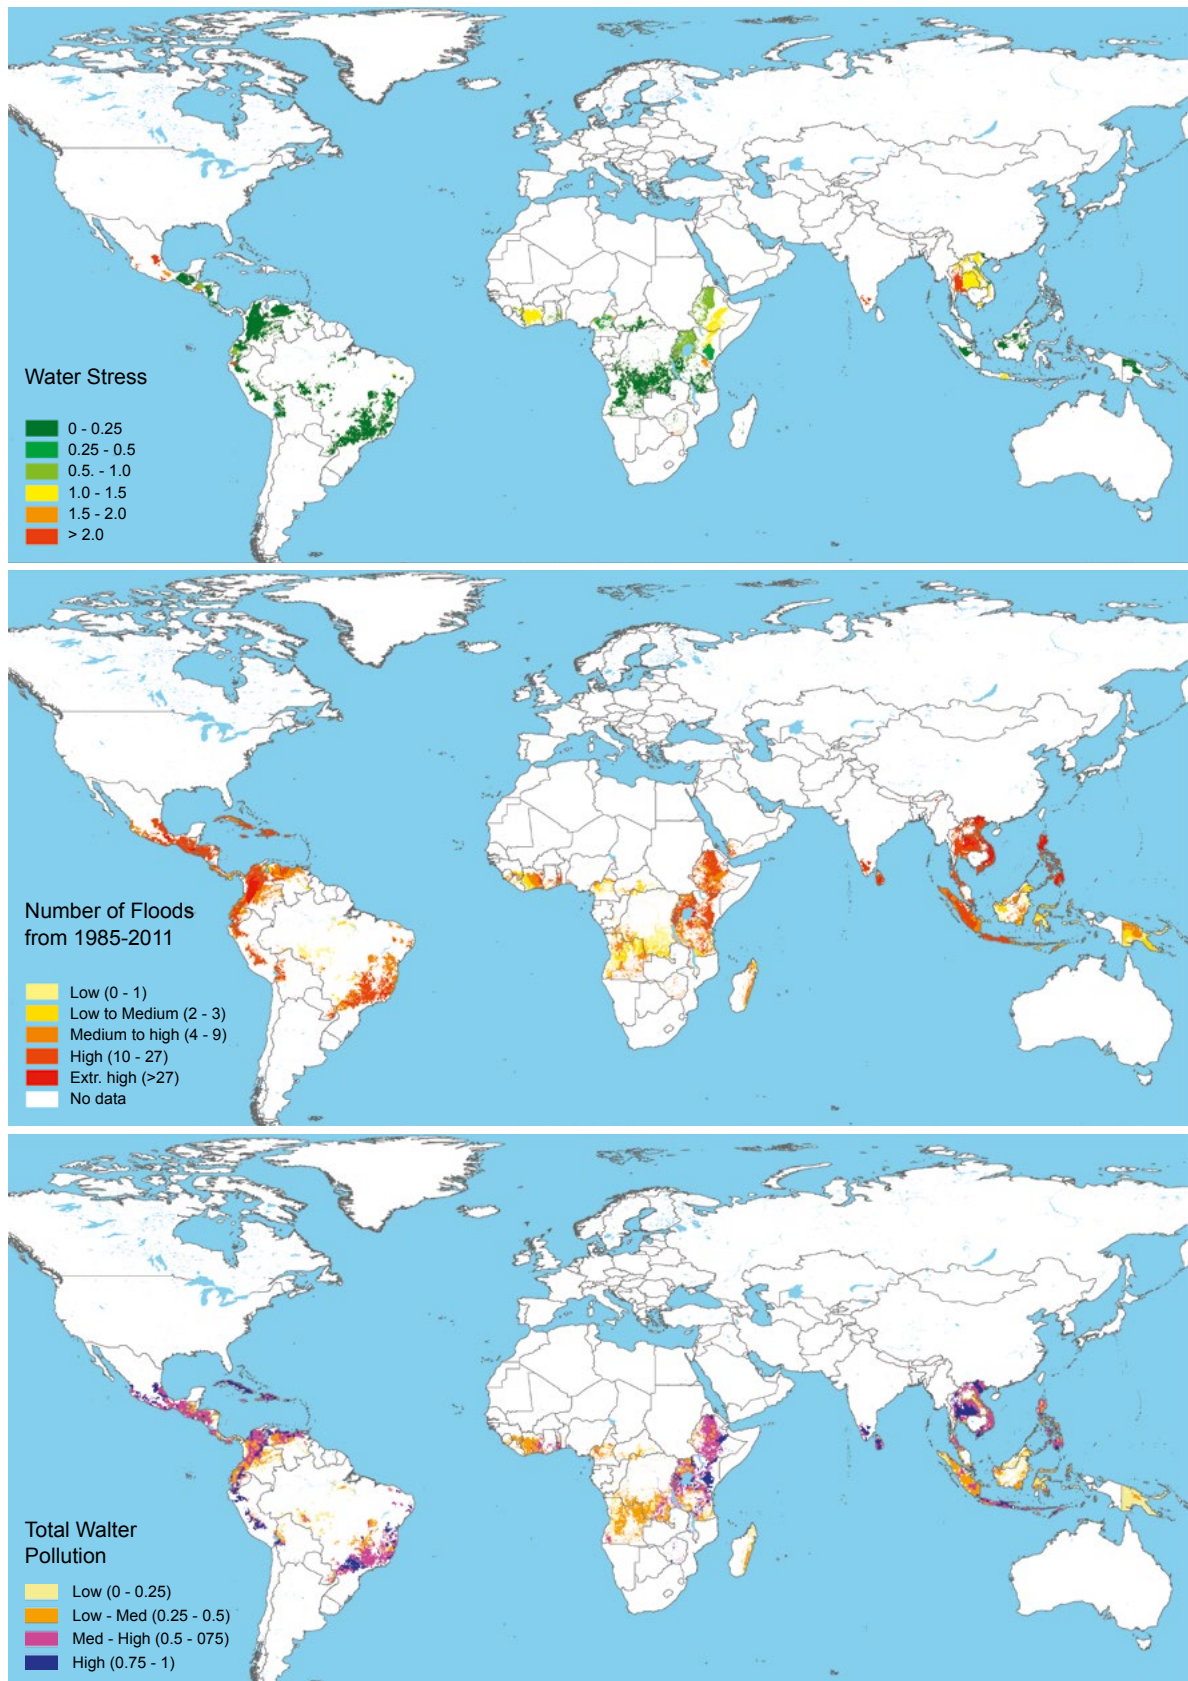 Water Stress
0 - 0.25
0.25 - 0.5
0.5. - 1.0
1.0 - 1.5
1.5 - 2.0
> 2.0
Number of Floods
from 1985-2011
Low (0 - 1)
Low to Medium (2 - 3)
Medium to high (4 - 9)
High (10 - 27)
Extr. high (>27)
No data
Total Walter
Pollution
Low (0 - 0.25)
Low - Med (0.25 - 0.5)
Med - High (0.5 - 075)
High (0.75 - 1)